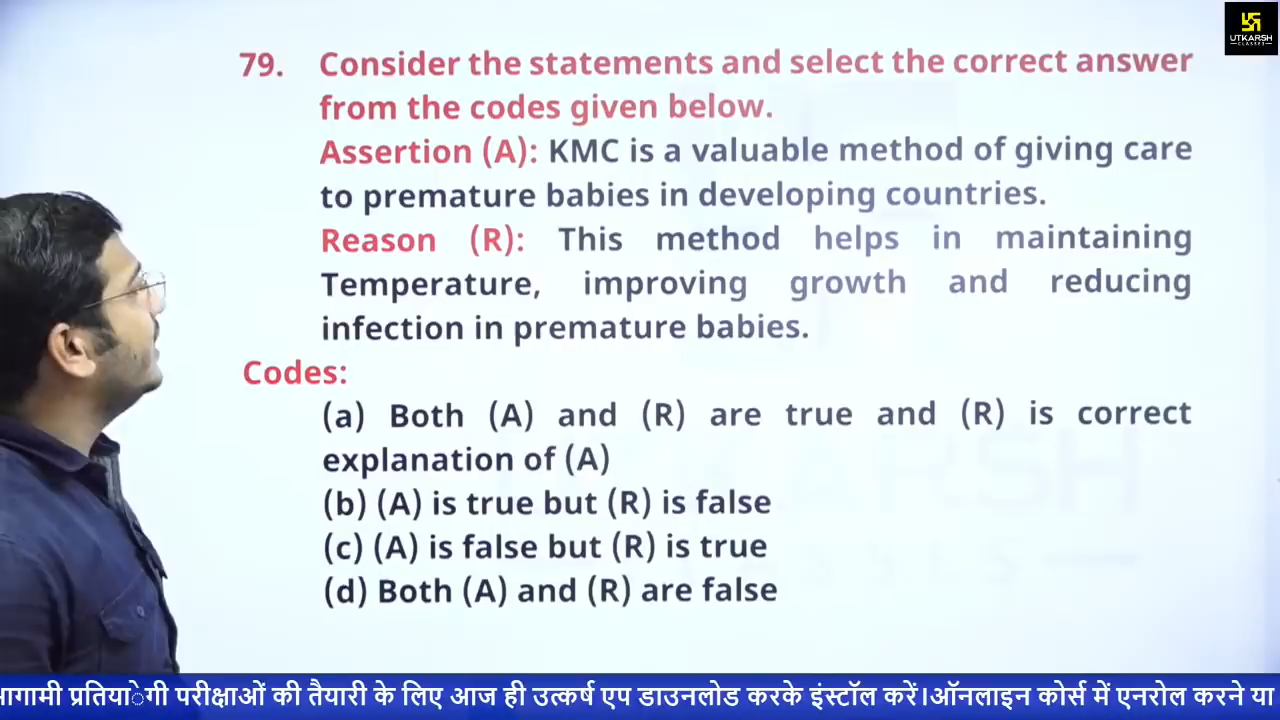 UTKARSH
CLASSES
79. Consider the statements and select the correct answer
from the codes given below.
Assertion (A): KMC is a valuable method of giving care
to premature babies in developing countries.
Reason (R): This method helps in maintaining
Temperature, improving growth and reducing
infection in premature babies.
Codes:
(a) Both (A) and (R) are true and (R) is correct
explanation of (A)
(b) (A) is true but (R) is false
(c) (A) is false but (R) is true
(d) Both (A) and (R) are false
आगामी प्रतियाेगी परीक्षाओं की तैयारी के लिए आज ही उत्कर्ष एप डाउनलोड करके इंस्टॉल करें।ऑनलाइन कोर्स में एनरोल करने या